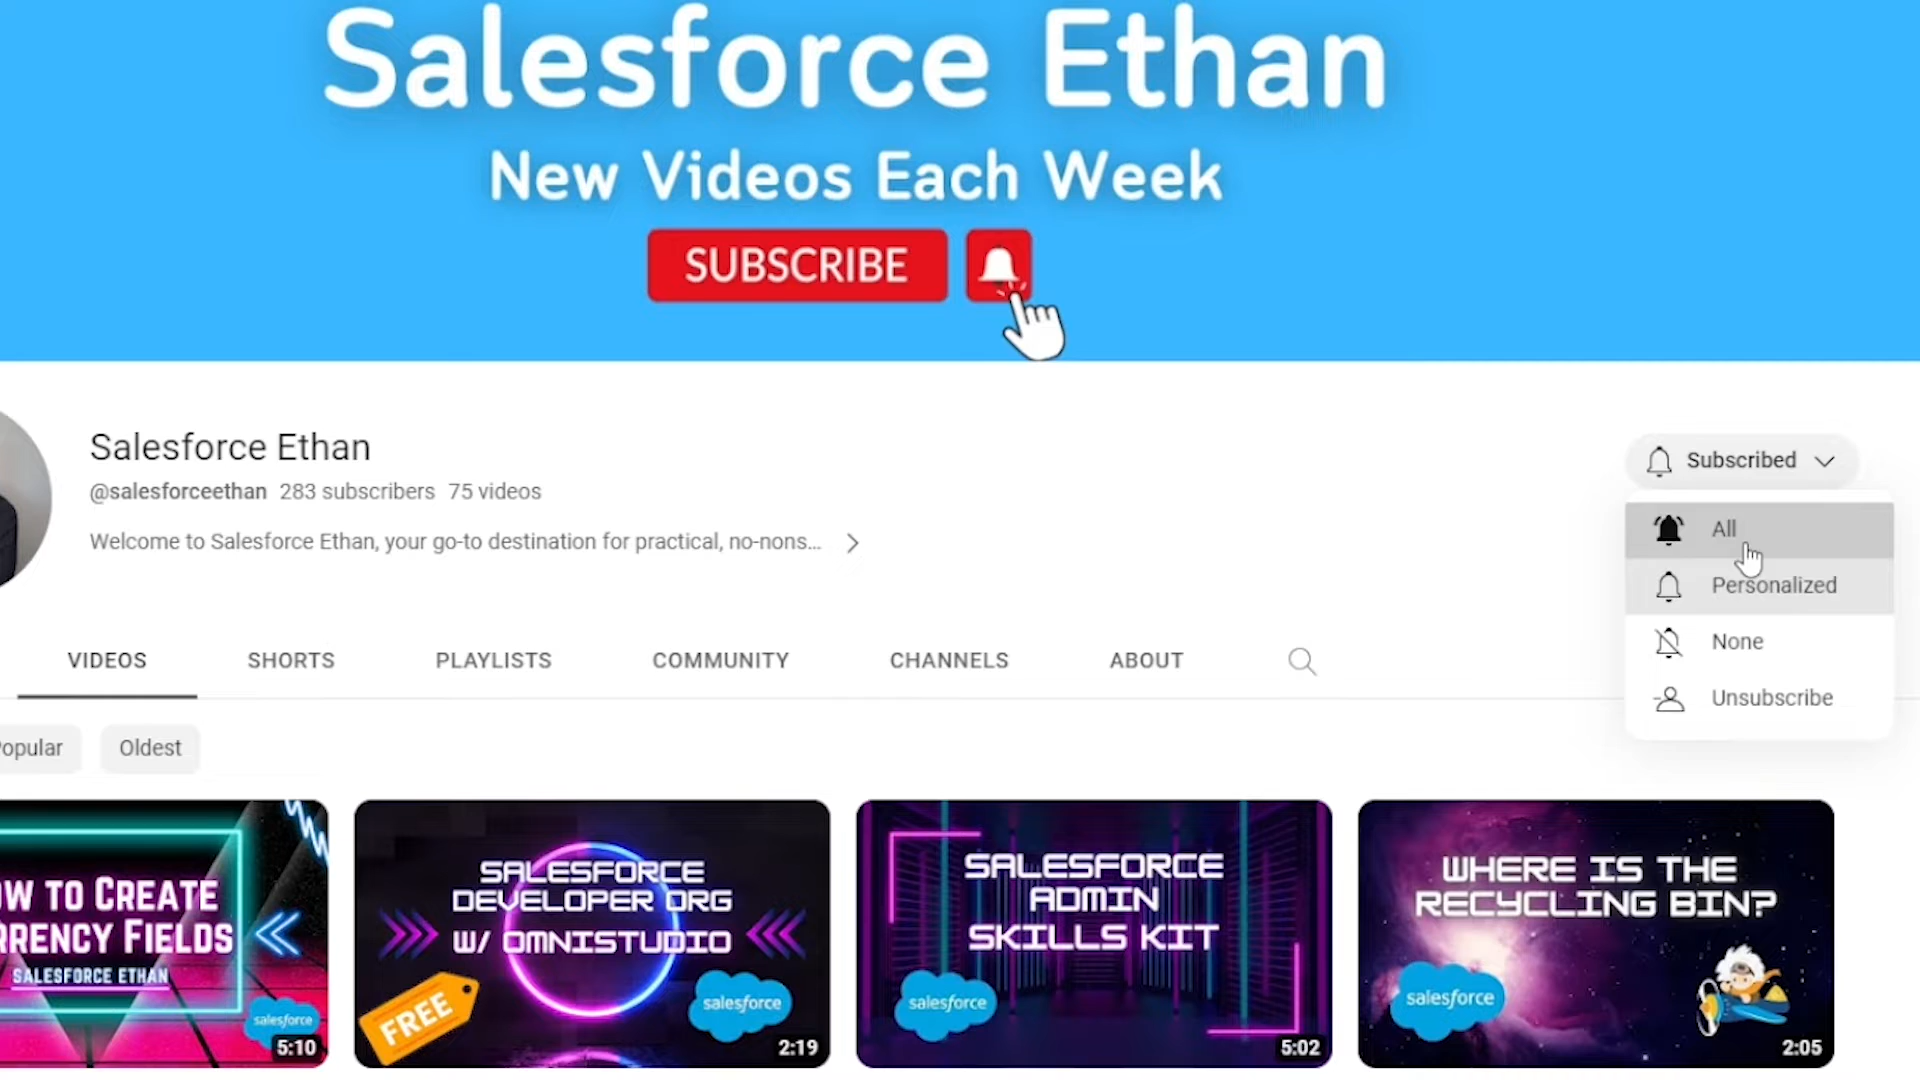 Salesforce Ethan
New Videos Each Week
SUBSCRIBE
Salesforce Ethan
@salesforceethan 283 subscribers 75 videos
Welcome to Salesforce Ethan, your go-to destination for practical, no-nons...
Subscribed
All
Personalized
None
Unsubscribe
VIDEOS SHORTS PLAYLISTS COMMUNITY CHANNELS ABOUT
opular Oldest
OW TO CREATE
RRENCY FIELDS
SALESFORCE ETHAN
salesforce
5:10
SALESFORCE
DEVELOPER ORG
W/ OMNISTUDIO
FREE
salesforce
2:19
SALESFORCE
ADMIN
SKILLS KIT
salesforce
5:02
WHERE IS THE
RECYCLING BIN?
salesforce
2:05